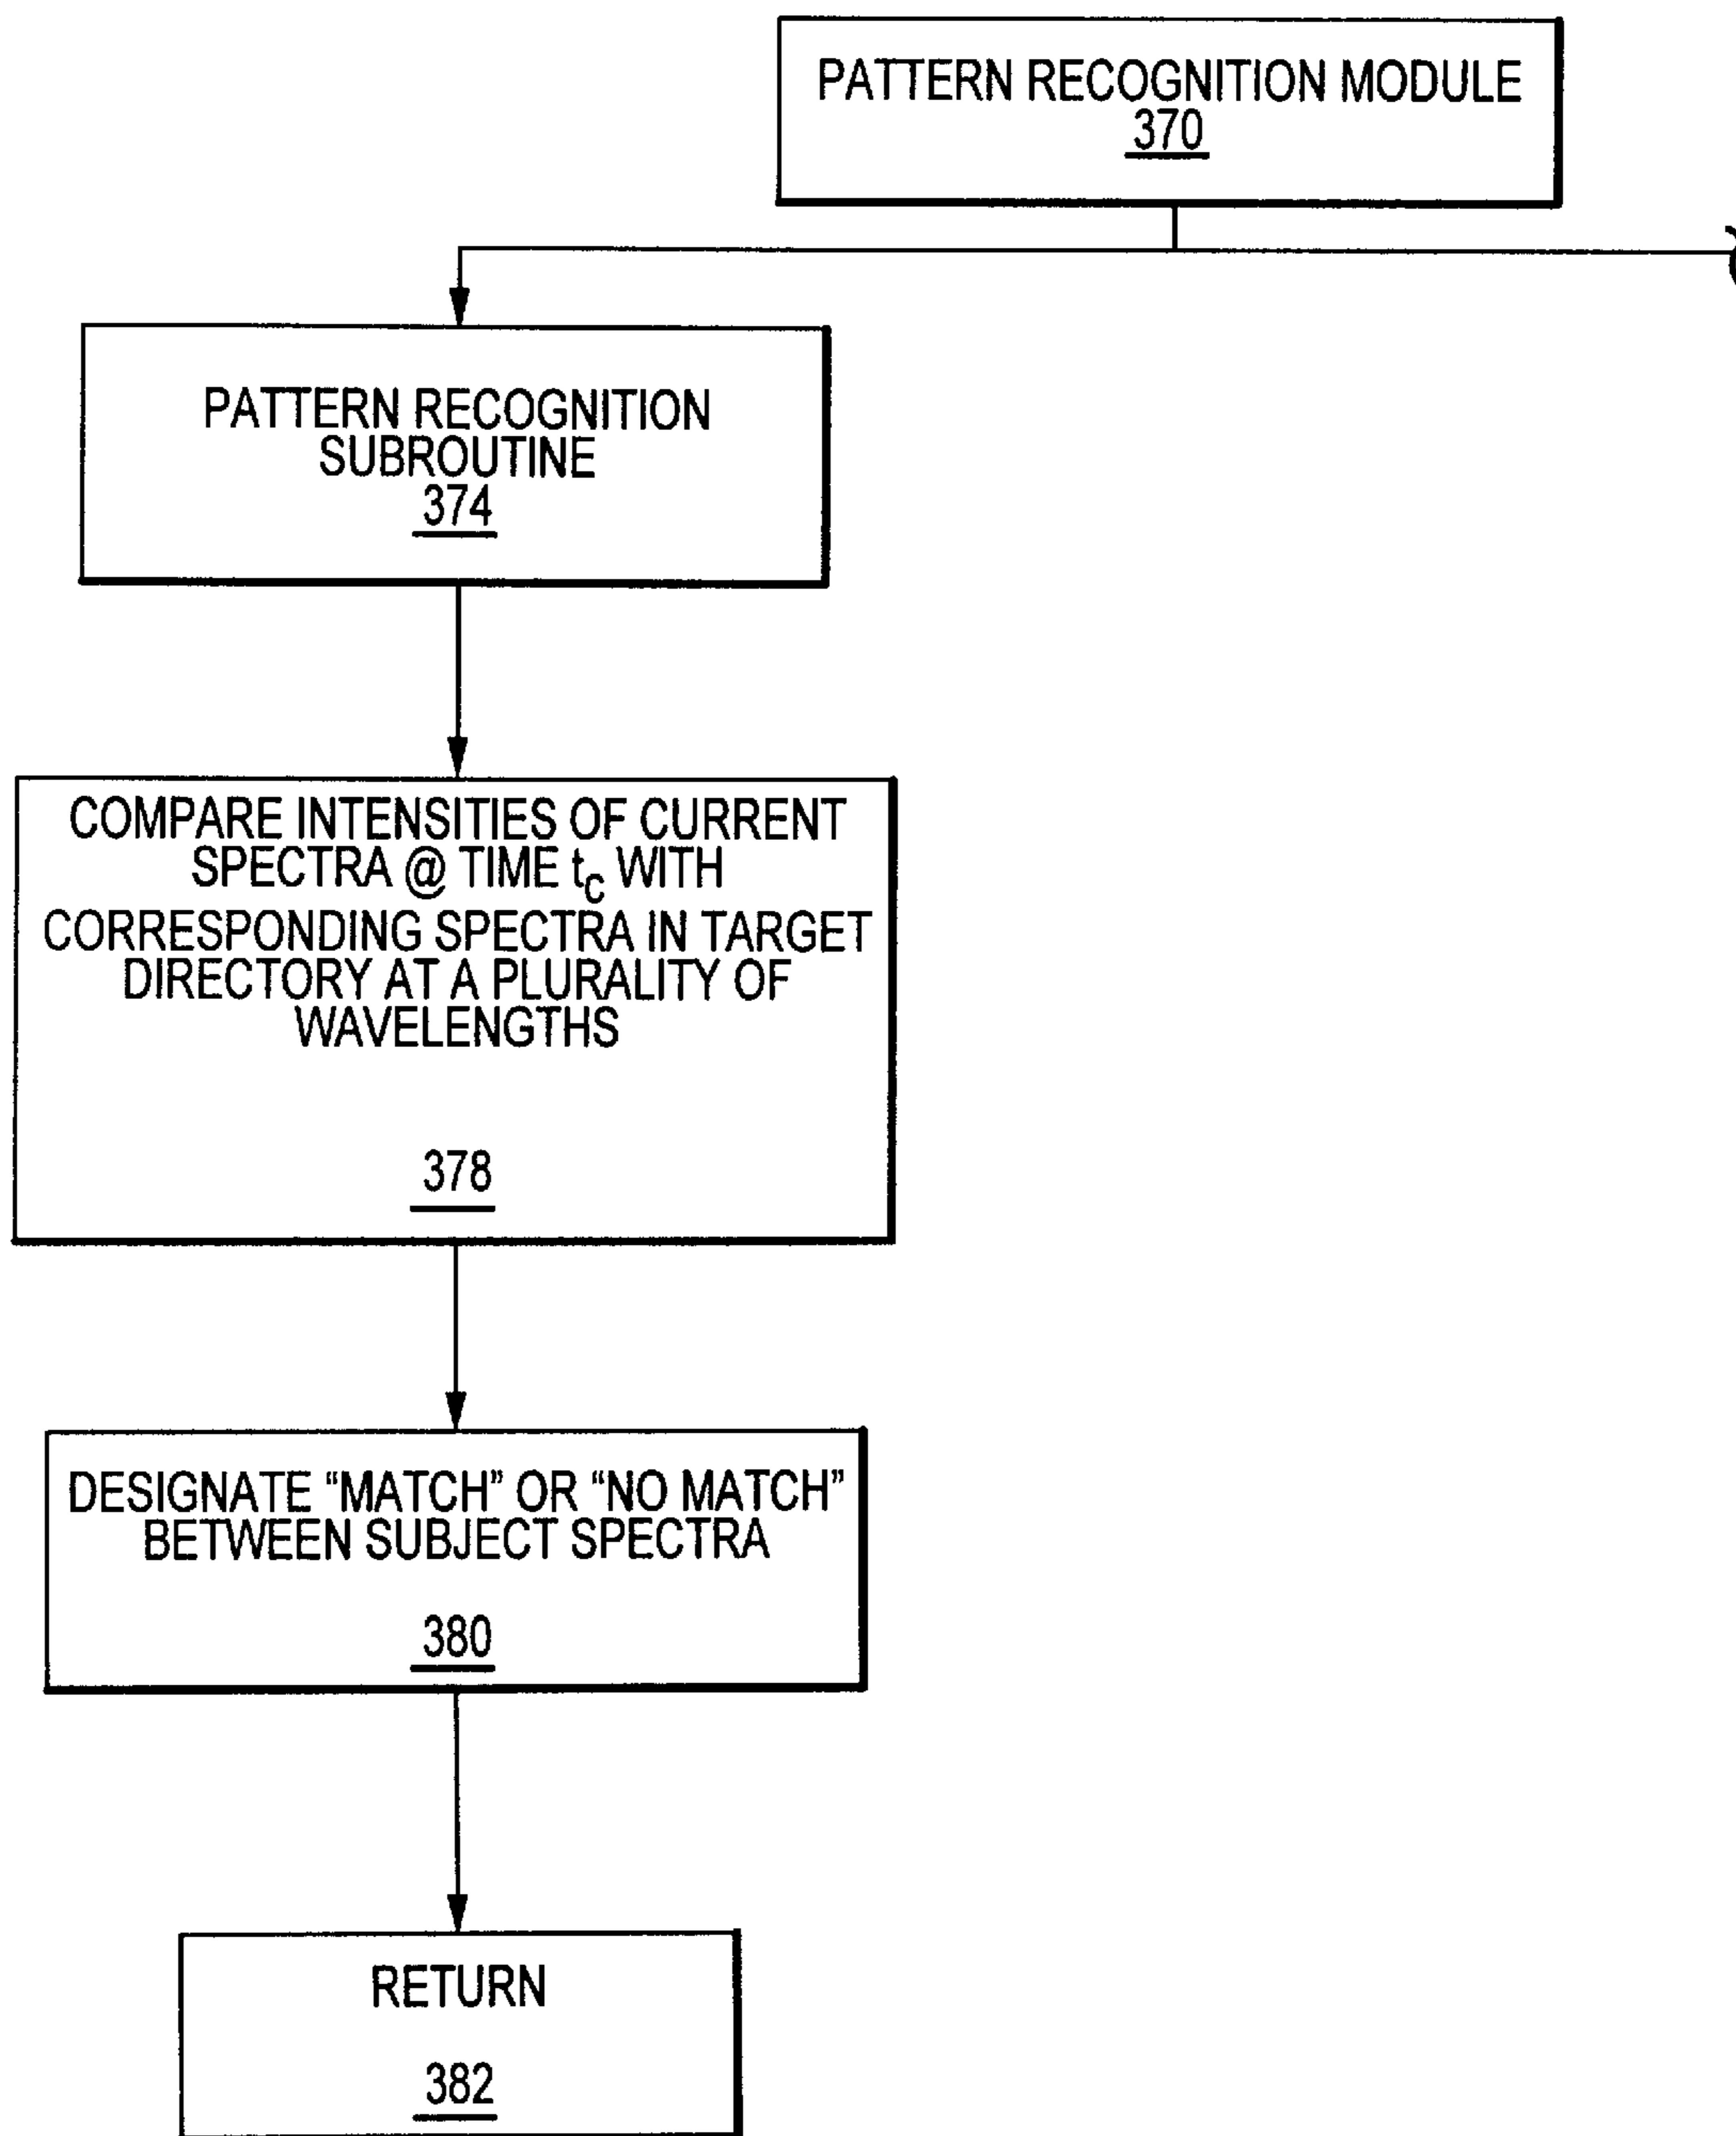 PATTERN RECOGNITION MODULE
370
PATTERN RECOGNITION
SUBROUTINE
374
COMPARE INTENSITIES OF CURRENT
SPECTRA @ TIME tC WITH
CORRESPONDING SPECTRA IN TARGET
DIRECTORY AT A PLURALITY OF
WAVELENGTHS
378
DESIGNATE “MATCH” OR “NO MATCH”
BETWEEN SUBJECT SPECTRA
380
RETURN
382